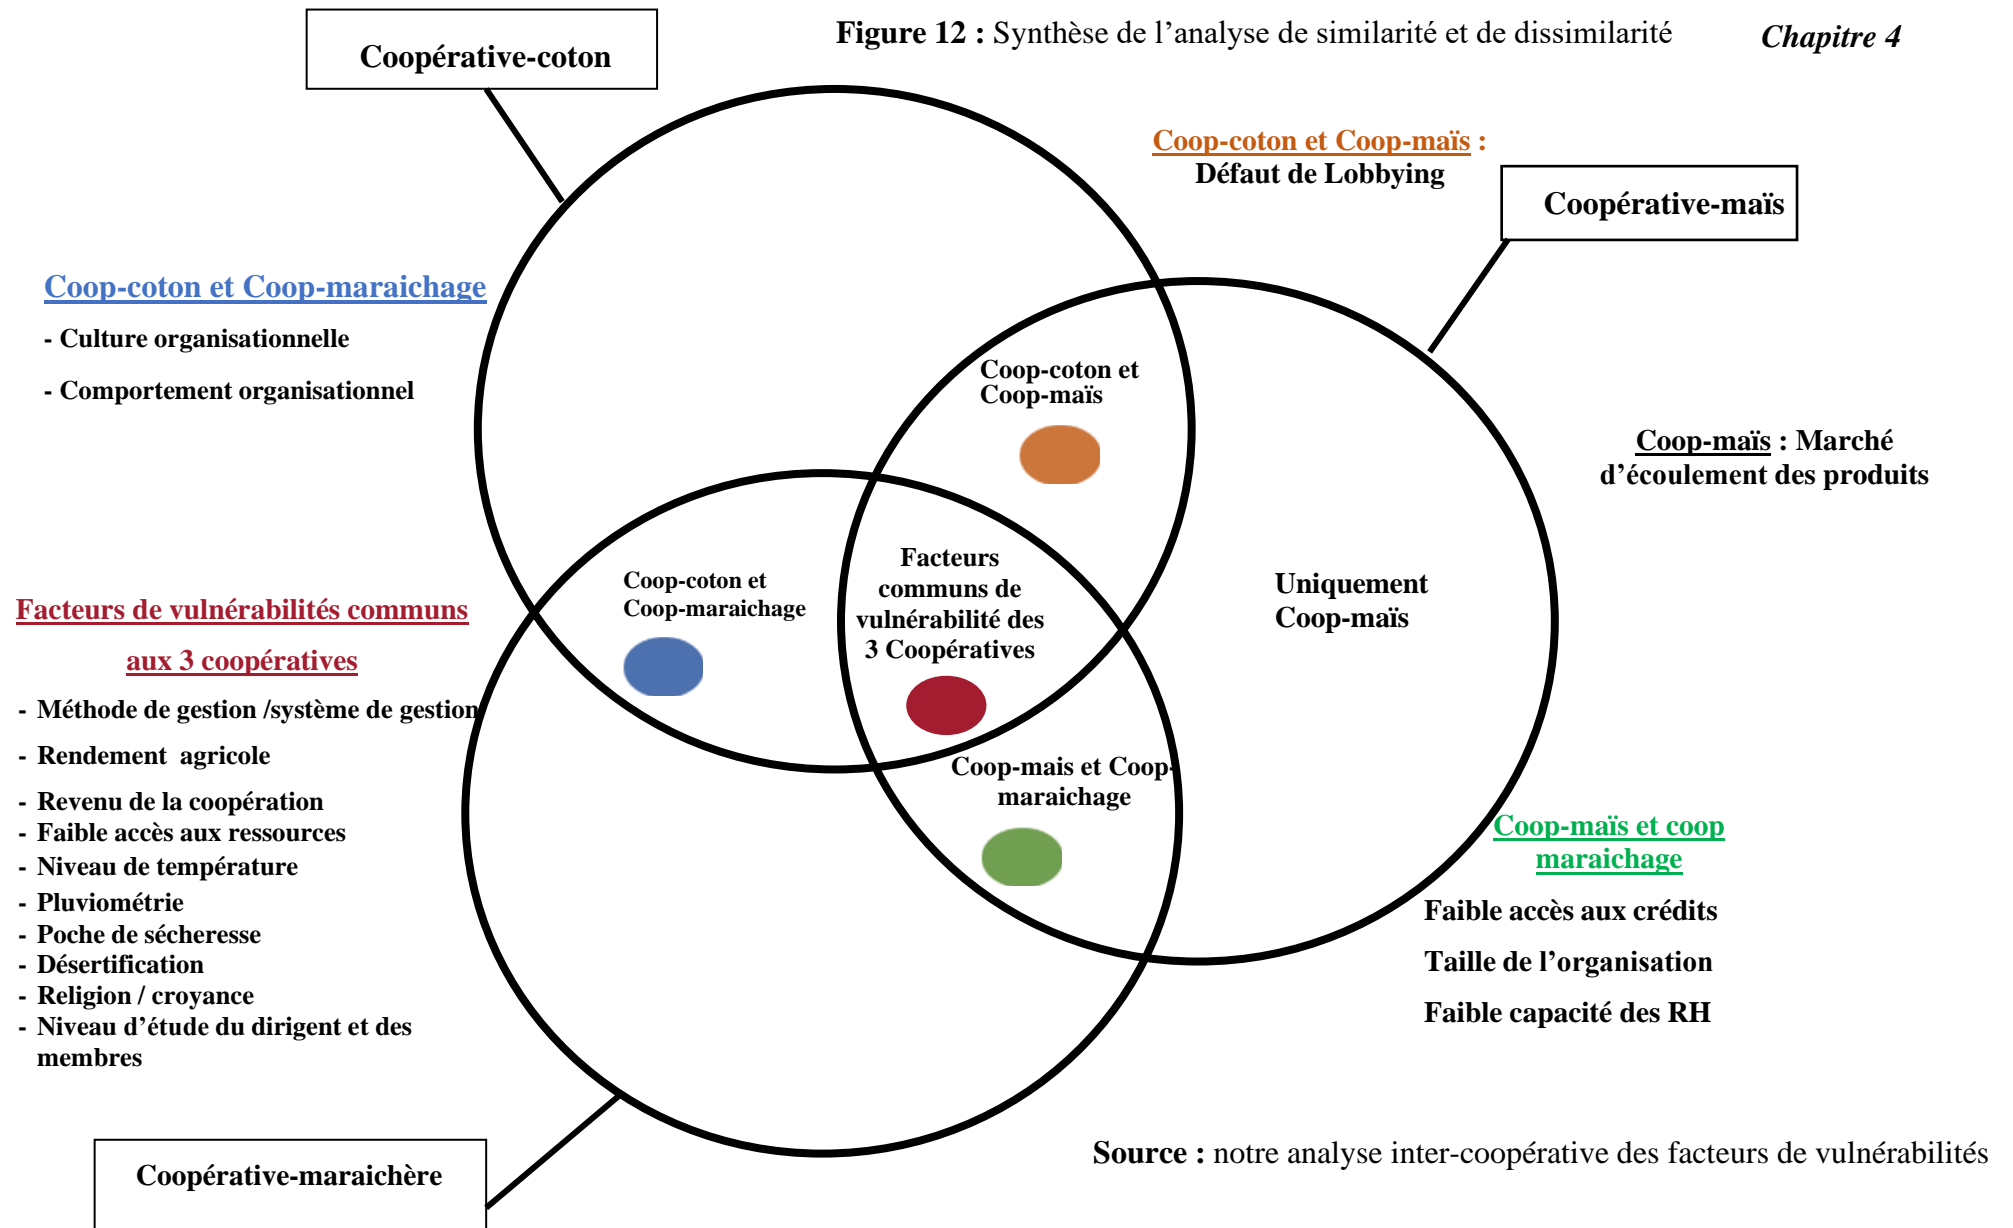 Figure 12 : Synthèse de l’analyse de similarité et de dissimilarité
Chapitre 4
Coopérative-coton
Coop-coton et Coop-maïs :
Défaut de Lobbying
Coopérative-maïs
Coop-coton et Coop-maraichage
- Culture organisationnelle
- Comportement organisationnel
Coop-coton et
Coop-maïs
Coop-maïs : Marché
d’écoulement des produits
Facteurs de vulnérabilités communs
aux 3 coopératives
- Méthode de gestion /système de gestion
- Rendement agricole
- Revenu de la coopération
- Faible accès aux ressources
- Niveau de température
- Pluviométrie
- Poche de sécheresse
- Désertification
- Religion / croyance
- Niveau d’étude du dirigent et des
membres
Coop-coton et
Coop-maraichage
Facteurs
communs de
vulnérabilité des
3 Coopératives
Uniquement
Coop-maïs
Coop-mais et Coop-
maraichage
Coop-maïs et coop
maraichage
Faible accès aux crédits
Taille de l’organisation
Faible capacité des RH
Coopérative-maraichère
Source : notre analyse inter-coopérative des facteurs de vulnérabilités